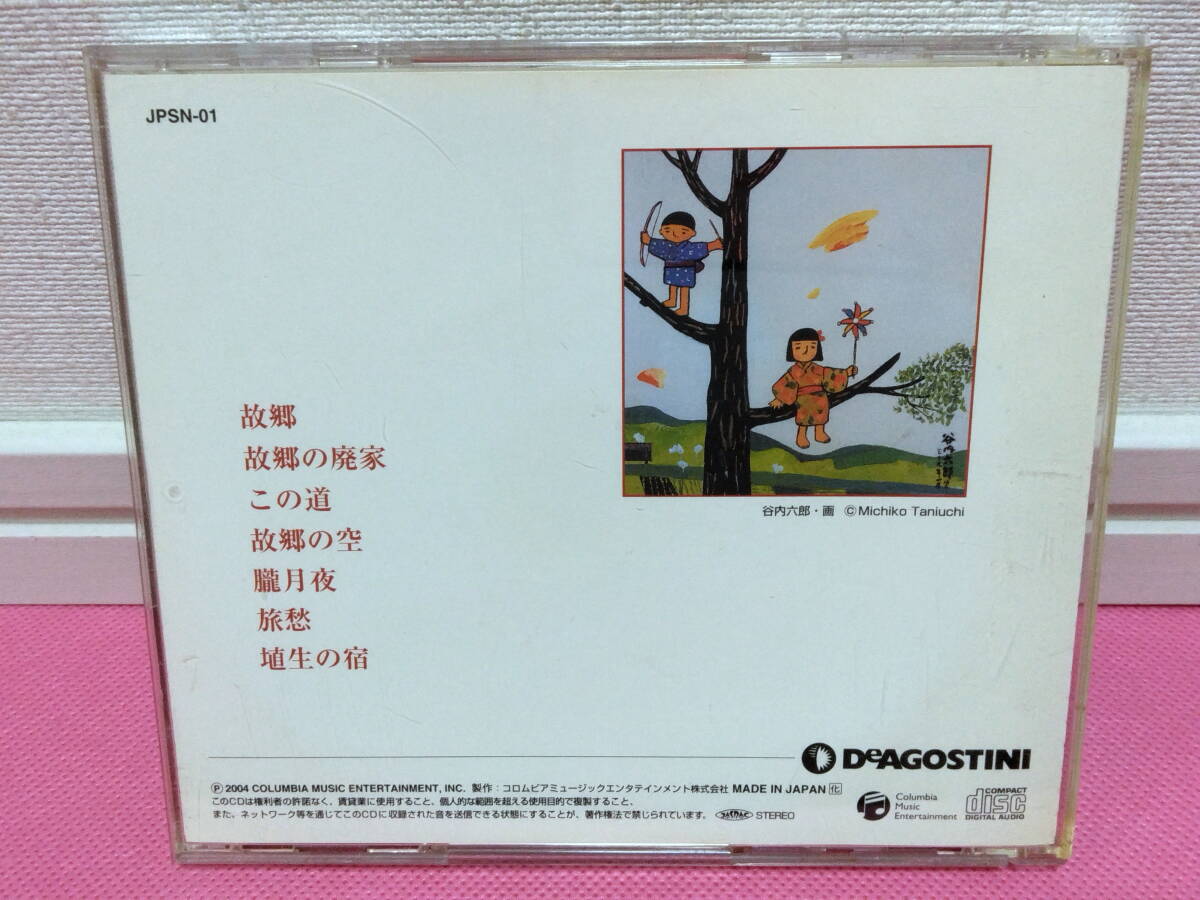 JPSN-01
谷内六郎・画 ©Michiko Taniuchi
故郷
故郷の廃家
この道
故郷の空
朧月夜
旅愁
埴生の宿
DeAGOSTINI
Ⓟ2004 COLUMBIA MUSIC ENTERTAINMENT, INC. 製作：コロムビアミュージックエンタテインメント株式会社 MADE IN JAPAN 化
このCDは権利者の許諾なく、賃貸業に使用すること、個人的な範囲を超える使用目的で複製すること、
また、ネットワーク等を通じてこのCDに収録された音を送信できる状態にすることが、著作権法で禁じられています。 STEREO
Columbia
Music
Entertainment
COMPACT
disc
DIGITAL AUDIO